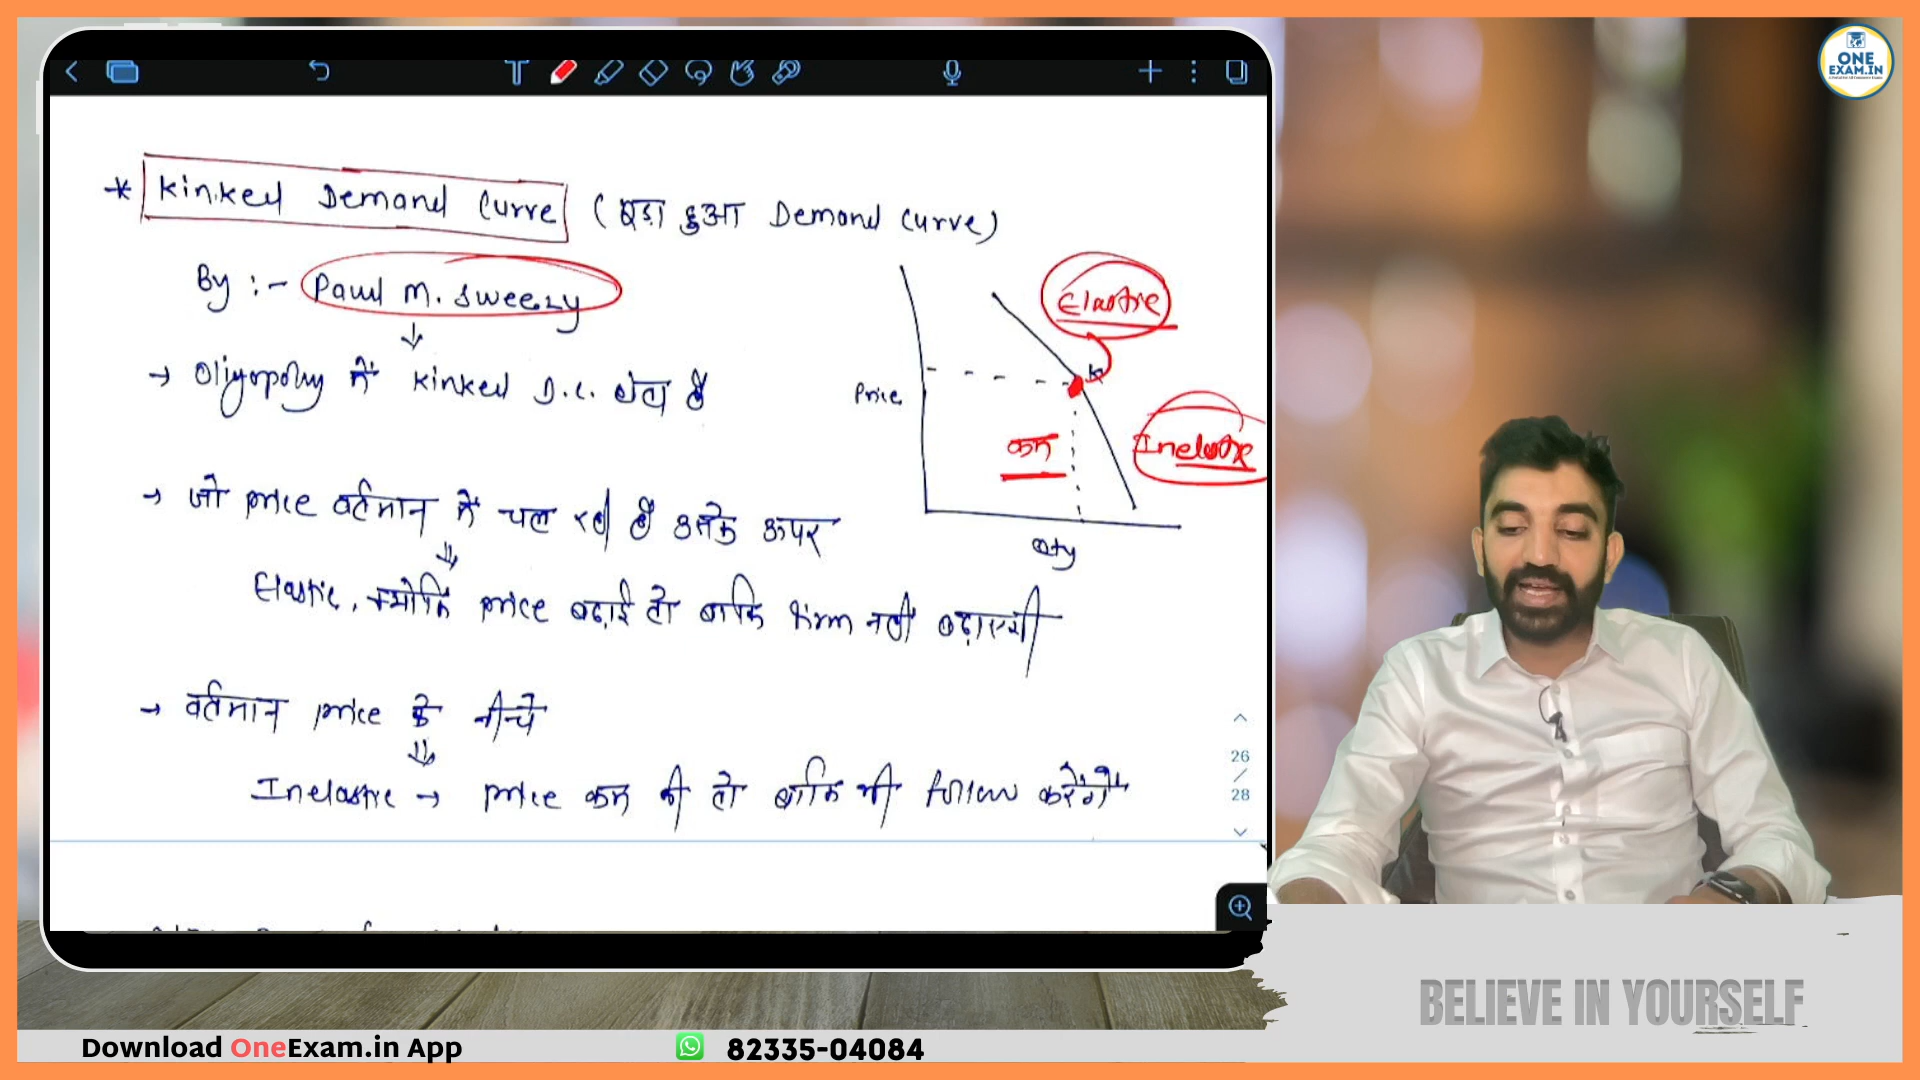 ONE
EXAM.IN
* Kinked Demand Curve ( हुआ Demand Curve)
By :- Paul M. Sweezy
→ Oligopoly में Kinked D.C. होता है
→ जो price वर्तमान में चल रही है उसके ऊपर
Elastic, क्योंकि price बढ़ाई तो बाकि firm नहीं बढ़ाएगी
→ वर्तमान price के नीचे
Inelastic → price कम की तो बाकि भी follow करेंगे
Elastic
K
Price
कम
Inelastic
Qty
26
/
28
BELIEVE IN YOURSELF
Download OneExam.in App
82335-04084